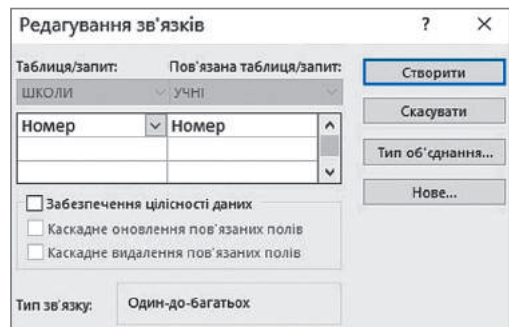 Редагування зв'язків ? ×
Таблиця/запит: Пов'язана таблиця/запит:
ШКОЛИ УЧНІ
Номер Номер
Забезпечення цілісності даних
Каскадне оновлення пов'язаних полів
Каскадне видалення пов'язаних полів
Тип зв'язку: Один-до-багатьох
Створити
Скасувати
Тип об'єднання...
Нове...